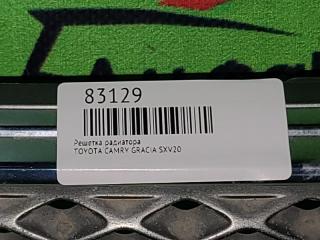 83129
Решетка радиатора
TOYOTA CAMRY GRACIA SXV20